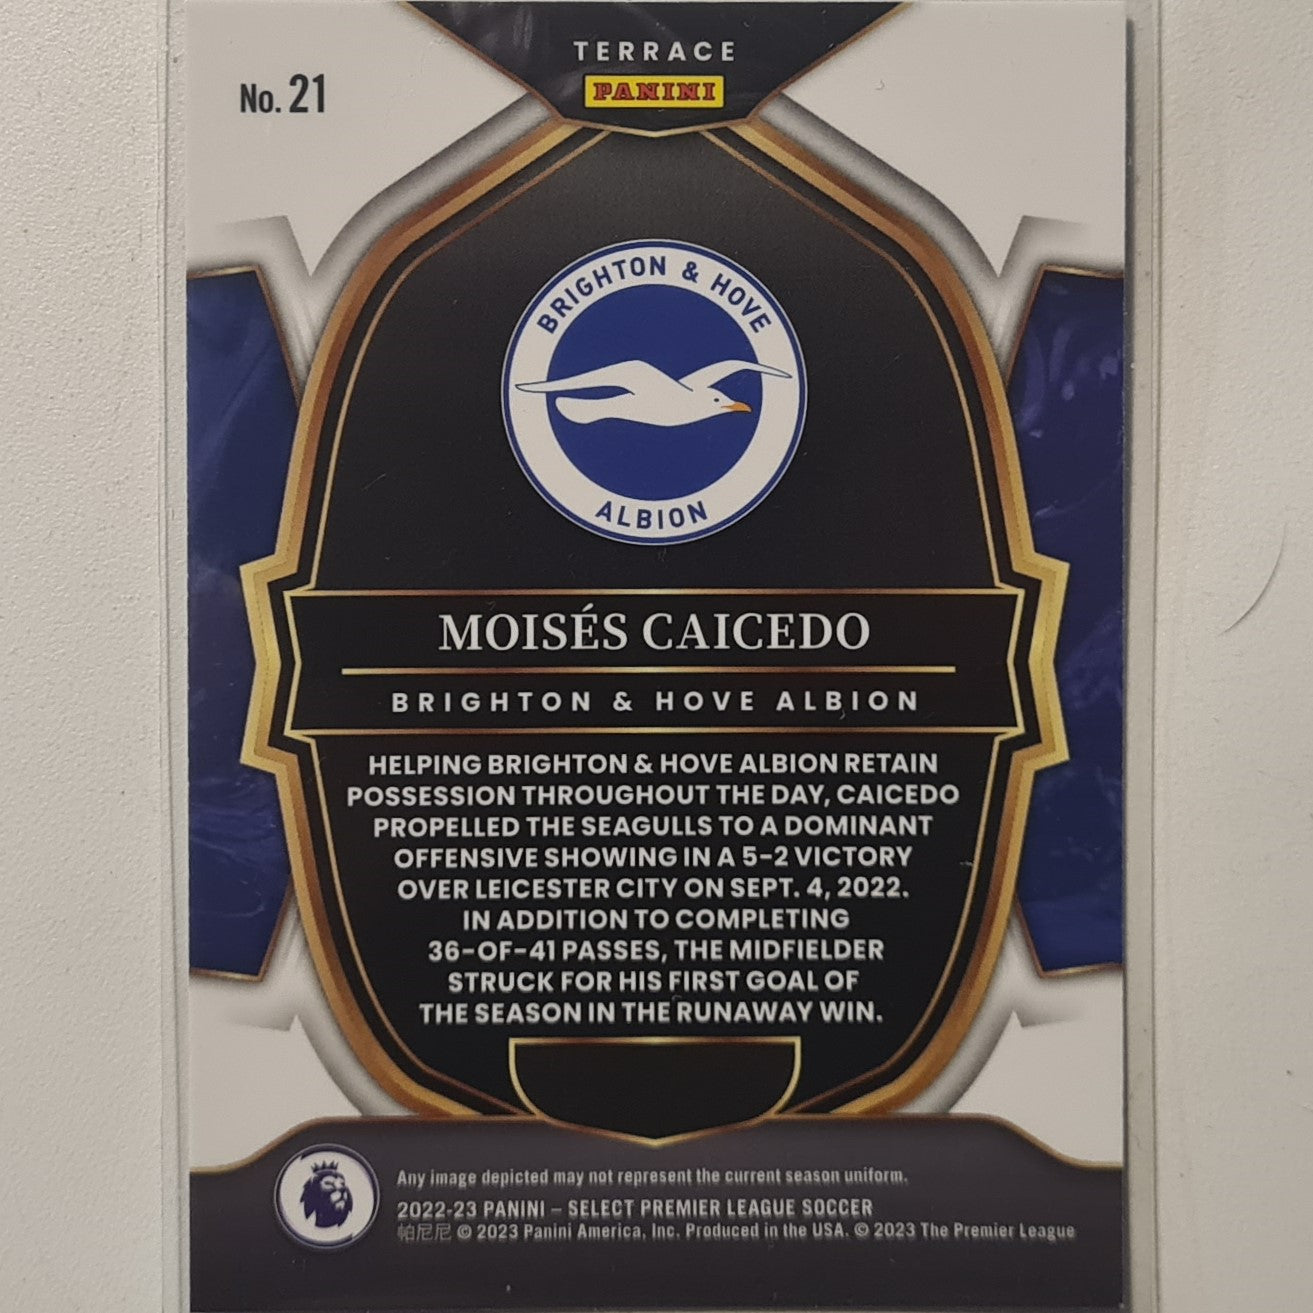 TERRACE
PANINI
No. 21
BRIGHTON & HOVE
ALBION
MOISÉS CAICEDO
BRIGHTON & HOVE ALBION
HELPING BRIGHTON & HOVE ALBION RETAIN
POSSESSION THROUGHOUT THE DAY, CAICEDO
PROPELLED THE SEAGULLS TO A DOMINANT
OFFENSIVE SHOWING IN A 5-2 VICTORY
OVER LEICESTER CITY ON SEPT. 4, 2022.
IN ADDITION TO COMPLETING
36-OF-41 PASSES, THE MIDFIELDER
STRUCK FOR HIS FIRST GOAL OF
THE SEASON IN THE RUNAWAY WIN.
Any image depicted may not represent the current season uniform.
2022-23 PANINI – SELECT PREMIER LEAGUE SOCCER
帕尼尼 © 2023 Panini America, Inc. Produced in the USA. © 2023 The Premier League